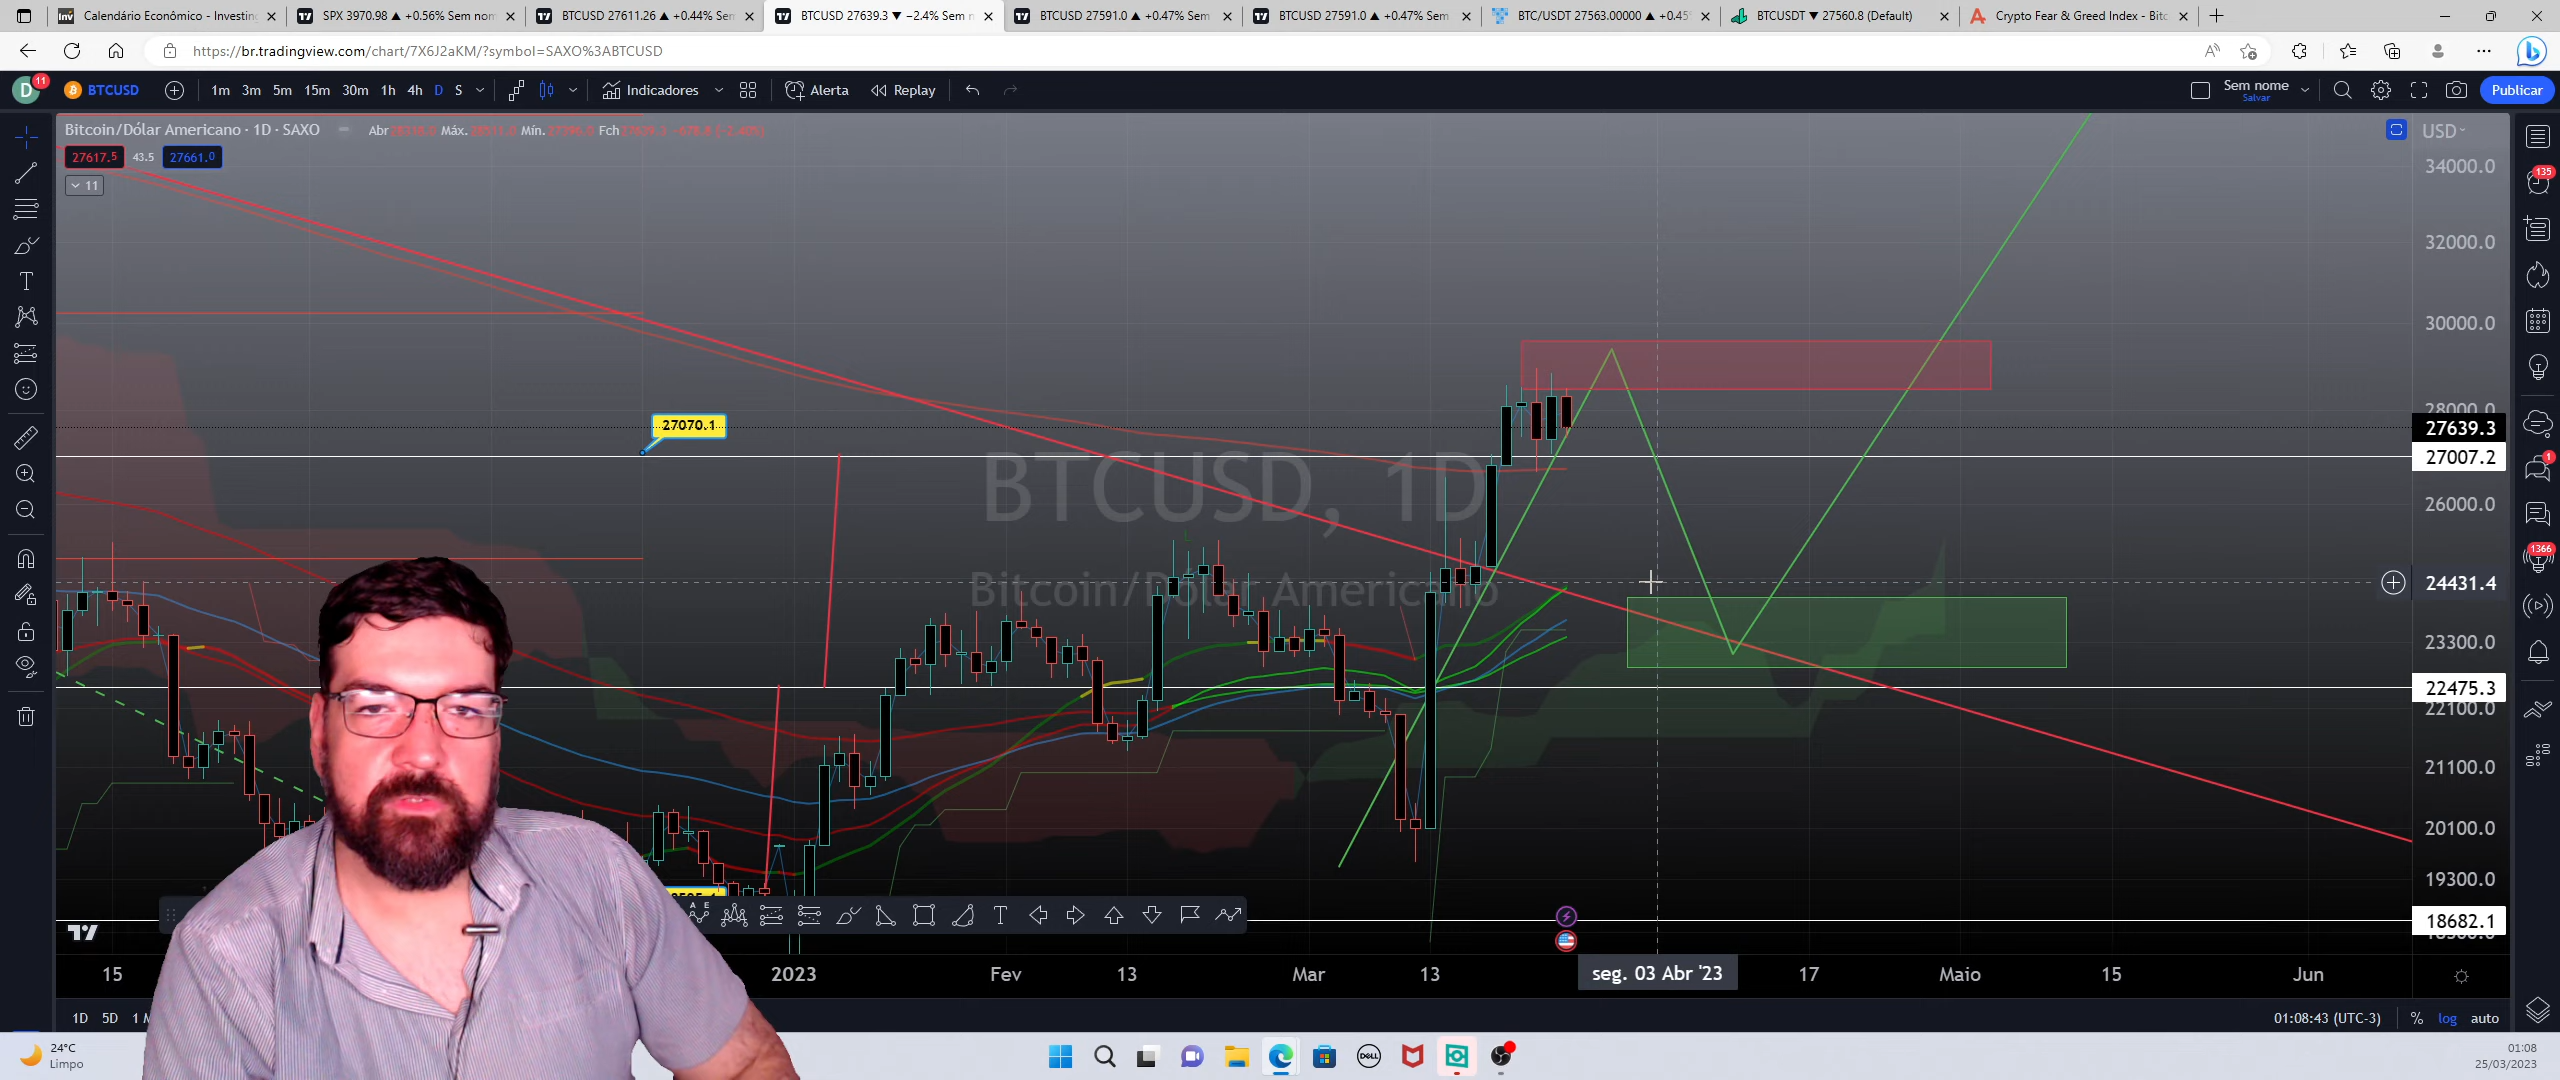 Calendário Econômico - Investing
SPX 3970.98 ▲ +0.56% Sem nom
BTCUSD 27611.26 ▲ +0.44% Sem
BTCUSD 27639.3 ▼ −2.4% Sem n
BTCUSD 27591.0 ▲ +0.47% Sem
BTCUSD 27591.0 ▲ +0.47% Sem
BTC/USDT 27563.00000 ▲ +0.45
BTCUSDT ▼ 27560.8 (Default)
Crypto Fear & Greed Index - Bitc
https://br.tradingview.com/chart/7X6J2aKM/?symbol=SAXO%3ABTCUSD
D 11 BTCUSD 1m 3m 5m 15m 30m 1h 4h D S Indicadores Alerta Replay Sem nome Publicar
Salvar
Bitcoin/Dólar Americano · 1D · SAXO Abr Máx. Mín. Fch USD
27617.5 43.5 27661.0
11
34000.0
135
32000.0
30000.0
28000.0
27070.1
27639.3
27007.2
1
BTCUSD, 1D
26000.0
Bitcoin/Dólar Americano
1366
24431.4
23300.0
22475.3
22100.0
21100.0
20100.0
19300.0
18682.1
A E
15 2023 Fev 13 Mar 13 seg. 03 Abr '23 17 Maio 15 Jun
1D 5D 1 M 01:08:43 (UTC-3) % log auto
24°C
Limpo
DELL
01:08
25/03/2023